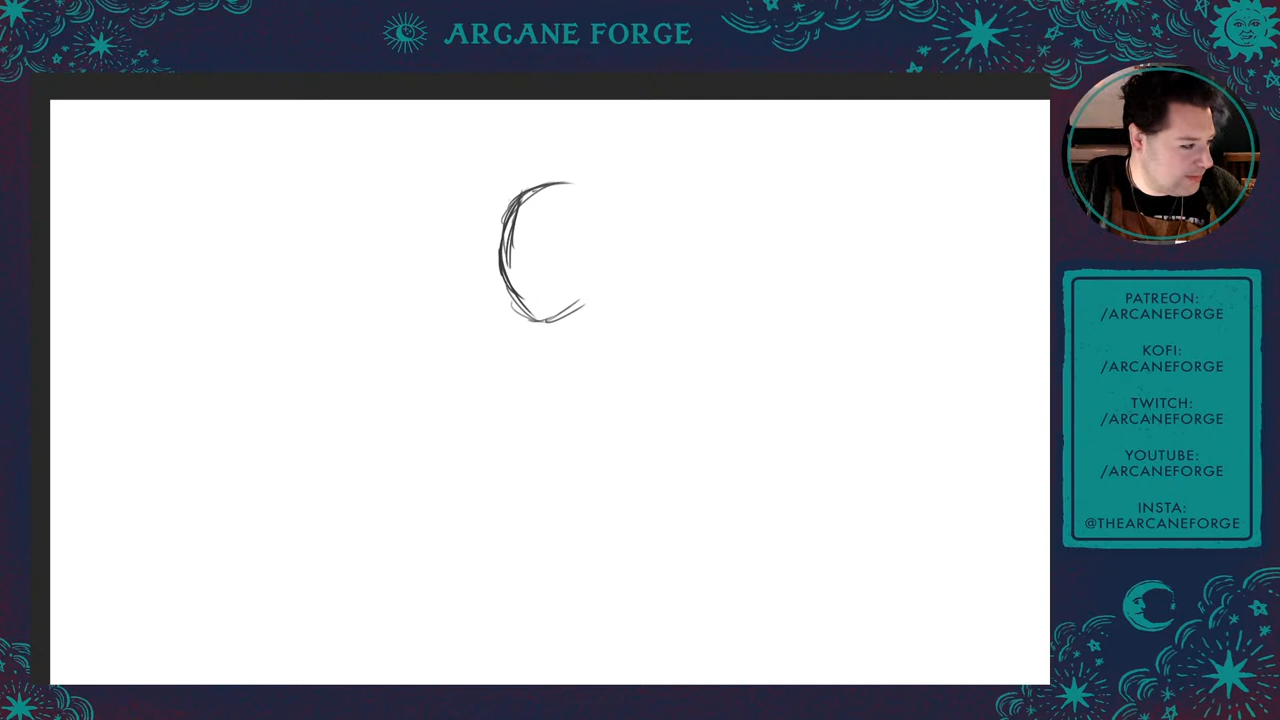 ARCANE FORGE
PATREON:
/ARCANEFORGE
KOFI:
/ARCANEFORGE
TWITCH:
/ARCANEFORGE
YOUTUBE:
/ARCANEFORGE
INSTA:
@THEARCANEFORGE